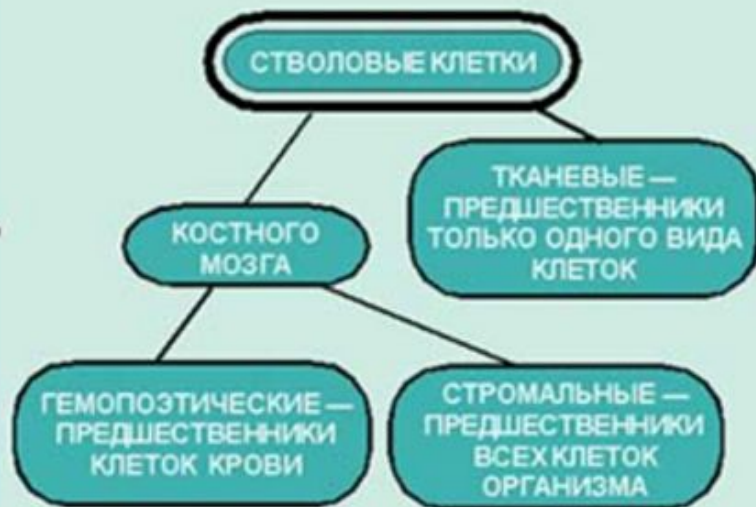 СТВОЛОВЫЕ КЛЕТКИ
ТКАНЕВЫЕ —
ПРЕДШЕСТВЕННИКИ
ТОЛЬКО ОДНОГО ВИДА
КЛЕТОК
КОСТНОГО
МОЗГА
ГЕМОПОЭТИЧЕСКИЕ —
ПРЕДШЕСТВЕННИКИ
КЛЕТОК КРОВИ
СТРОМАЛЬНЫЕ —
ПРЕДШЕСТВЕННИКИ
ВСЕХ КЛЕТОК
ОРГАНИЗМА